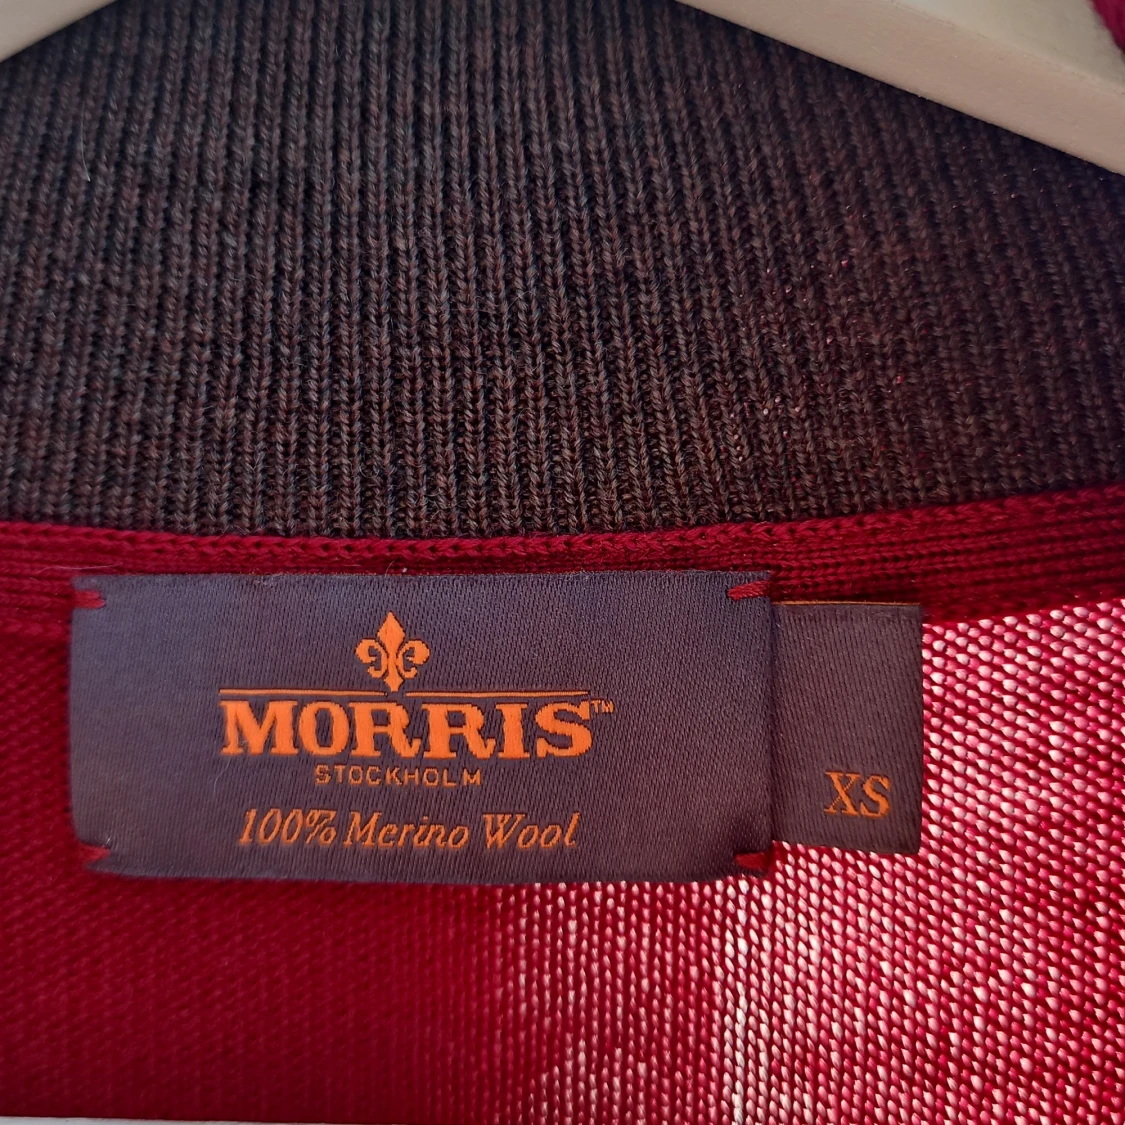 MORRIS™
STOCKHOLM
100% Merino Wool
XS